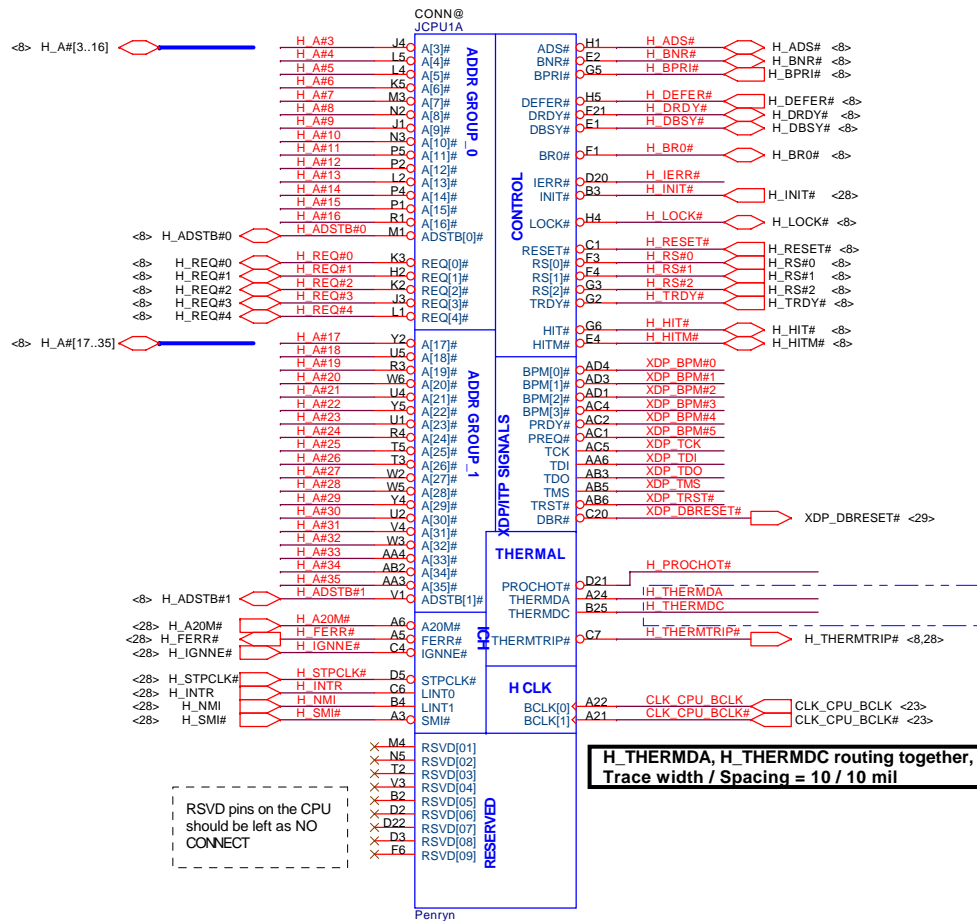 CONN@
JCPU1A
<8> H_A#[3..16]
H_A#3 J4 A[3]#
H_A#4 L5 A[4]#
H_A#5 L4 A[5]#
H_A#6 K5 A[6]#
H_A#7 M3 A[7]#
H_A#8 N2 A[8]#
H_A#9 J1 A[9]#
H_A#10 N3 A[10]#
H_A#11 P5 A[11]#
H_A#12 P2 A[12]#
H_A#13 L2 A[13]#
H_A#14 P4 A[14]#
H_A#15 P1 A[15]#
H_A#16 R1 A[16]#
<8> H_ADSTB#0 H_ADSTB#0 M1 ADSTB[0]#
<8> H_REQ#0 H_REQ#0 K3 REQ[0]#
<8> H_REQ#1 H_REQ#1 H2 REQ[1]#
<8> H_REQ#2 H_REQ#2 K2 REQ[2]#
<8> H_REQ#3 H_REQ#3 J3 REQ[3]#
<8> H_REQ#4 H_REQ#4 L1 REQ[4]#
ADDR GROUP_0
<8> H_A#[17..35]
H_A#17 Y2 A[17]#
H_A#18 U5 A[18]#
H_A#19 R3 A[19]#
H_A#20 W6 A[20]#
H_A#21 U4 A[21]#
H_A#22 Y5 A[22]#
H_A#23 U1 A[23]#
H_A#24 R4 A[24]#
H_A#25 T5 A[25]#
H_A#26 T3 A[26]#
H_A#27 W2 A[27]#
H_A#28 W5 A[28]#
H_A#29 Y4 A[29]#
H_A#30 U2 A[30]#
H_A#31 V4 A[31]#
H_A#32 W3 A[32]#
H_A#33 AA4 A[33]#
H_A#34 AB2 A[34]#
H_A#35 AA3 A[35]#
<8> H_ADSTB#1 H_ADSTB#1 V1 ADSTB[1]#
ADDR GROUP_1
<28> H_A20M# H_A20M# A6 A20M#
<28> H_FERR# H_FERR# A5 FERR#
<28> H_IGNNE# H_IGNNE# C4 IGNNE#
ICH
<28> H_STPCLK# H_STPCLK# D5 STPCLK#
<28> H_INTR H_INTR C6 LINT0
<28> H_NMI H_NMI B4 LINT1
<28> H_SMI# H_SMI# A3 SMI#
M4 RSVD[01]
N5 RSVD[02]
T2 RSVD[03]
V3 RSVD[04]
B2 RSVD[05]
D2 RSVD[06]
D22 RSVD[07]
D3 RSVD[08]
F6 RSVD[09]
RESERVED
RSVD pins on the CPU
should be left as NO
CONNECT
Penryn
CONTROL
ADS# H1 H_ADS# H_ADS# <8>
BNR# E2 H_BNR# H_BNR# <8>
BPRI# G5 H_BPRI# H_BPRI# <8>
DEFER# H5 H_DEFER# H_DEFER# <8>
DRDY# F21 H_DRDY# H_DRDY# <8>
DBSY# E1 H_DBSY# H_DBSY# <8>
BR0# F1 H_BR0# H_BR0# <8>
IERR# D20 H_IERR#
INIT# B3 H_INIT# H_INIT# <28>
LOCK# H4 H_LOCK# H_LOCK# <8>
RESET# C1 H_RESET# H_RESET# <8>
RS[0]# F3 H_RS#0 H_RS#0 <8>
RS[1]# F4 H_RS#1 H_RS#1 <8>
RS[2]# G3 H_RS#2 H_RS#2 <8>
TRDY# G2 H_TRDY# H_TRDY# <8>
HIT# G6 H_HIT# H_HIT# <8>
HITM# E4 H_HITM# H_HITM# <8>
XDP/ITP SIGNALS
BPM[0]# AD4 XDP_BPM#0
BPM[1]# AD3 XDP_BPM#1
BPM[2]# AD1 XDP_BPM#2
BPM[3]# AC4 XDP_BPM#3
PRDY# AC2 XDP_BPM#4
PREQ# AC1 XDP_BPM#5
TCK AC5 XDP_TCK
TDI AA6 XDP_TDI
TDO AB3 XDP_TDO
TMS AB5 XDP_TMS
TRST# AB6 XDP_TRST#
DBR# C20 XDP_DBRESET# XDP_DBRESET# <29>
THERMAL
PROCHOT# D21 H_PROCHOT#
THERMDA A24 H_THERMDA
THERMDC B25 H_THERMDC
THERMTRIP# C7 H_THERMTRIP# H_THERMTRIP# <8,28>
H CLK
BCLK[0] A22 CLK_CPU_BCLK CLK_CPU_BCLK <23>
BCLK[1] A21 CLK_CPU_BCLK# CLK_CPU_BCLK# <23>
H_THERMDA, H_THERMDC routing together,
Trace width / Spacing = 10 / 10 mil